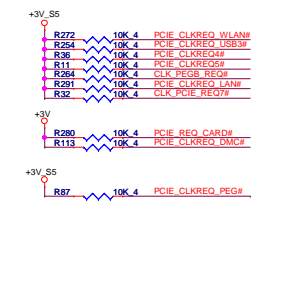 +3V_S5
R272 10K_4 PCIE_CLKREQ_WLAN#
R254 10K_4 PCIE_CLKREQ_USB3#
R36 10K_4 PCIE_CLKREQ4#
R11 10K_4 PCIE_CLKREQ5#
R264 10K_4 CLK_PEGB_REQ#
R291 10K_4 PCIE_CLKREQ_LAN#
R32 10K_4 CLK_PCIE_REQ7#
+3V
R280 10K_4 PCIE_REQ_CARD#
R113 10K_4 PCIE_CLKREQ_DMC#
+3V_S5
R87 10K_4 PCIE_CLKREQ_PEG#